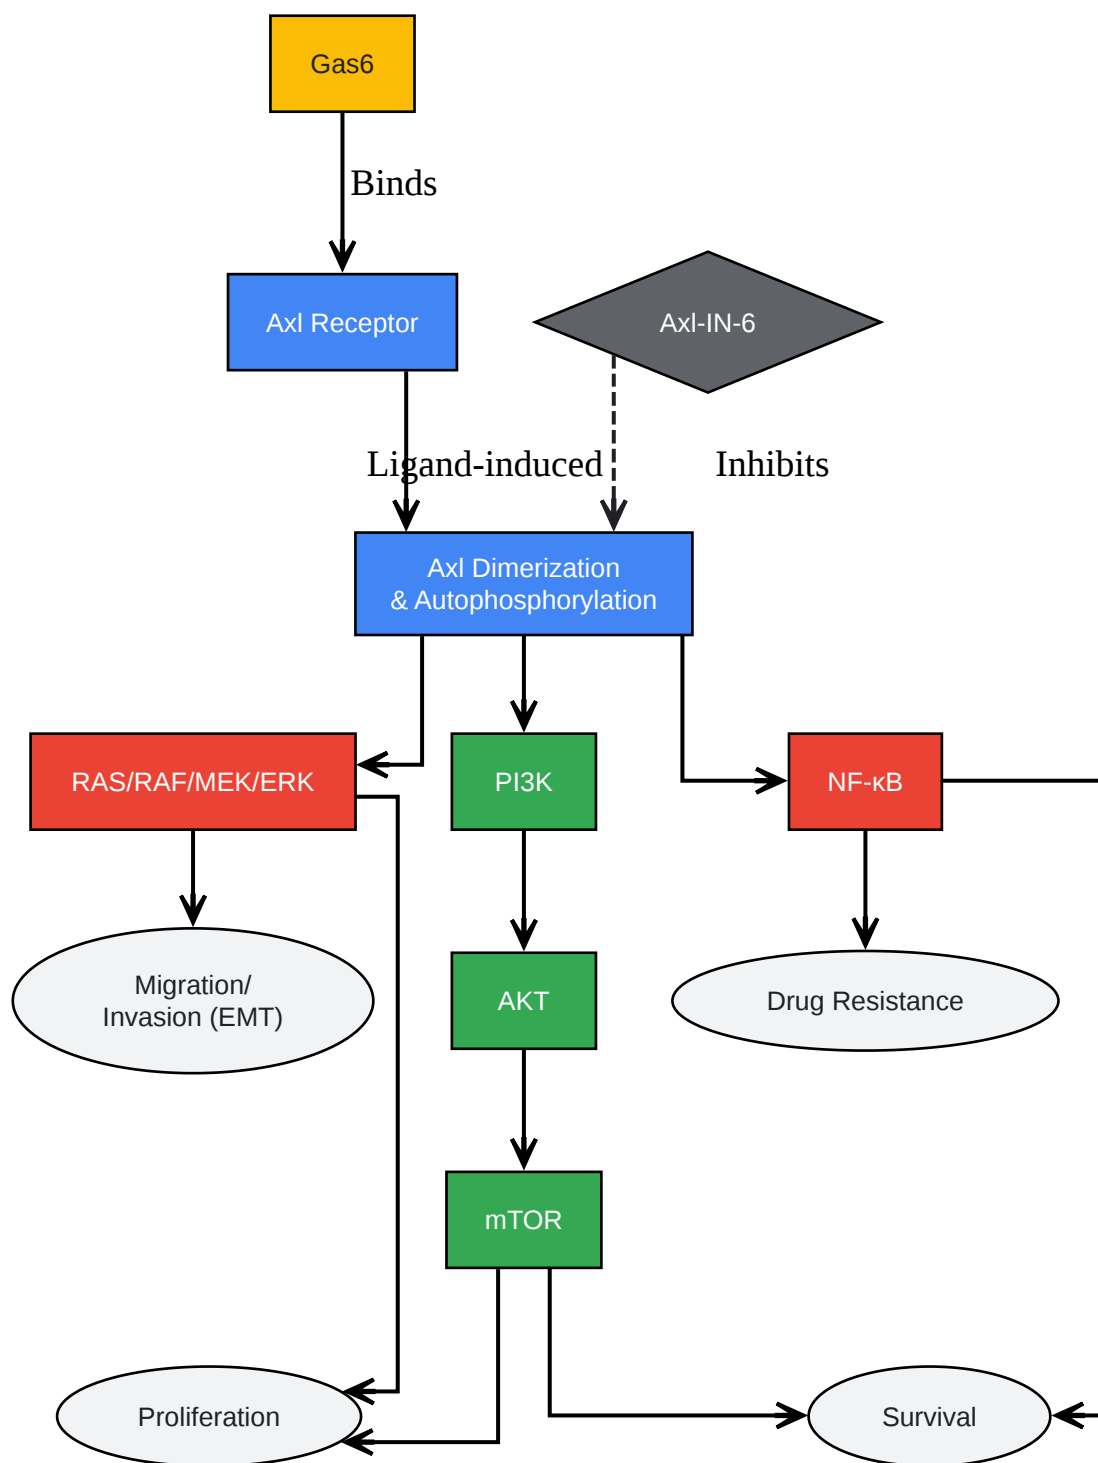 Gas6
Binds
Axl Receptor
Axl-IN-6
Ligand-induced
Inhibits
Axl Dimerization
& Autophosphorylation
RAS/RAF/MEK/ERK
PI3K
NF-κB
Migration/
Invasion (EMT)
AKT
Drug Resistance
mTOR
Proliferation
Survival